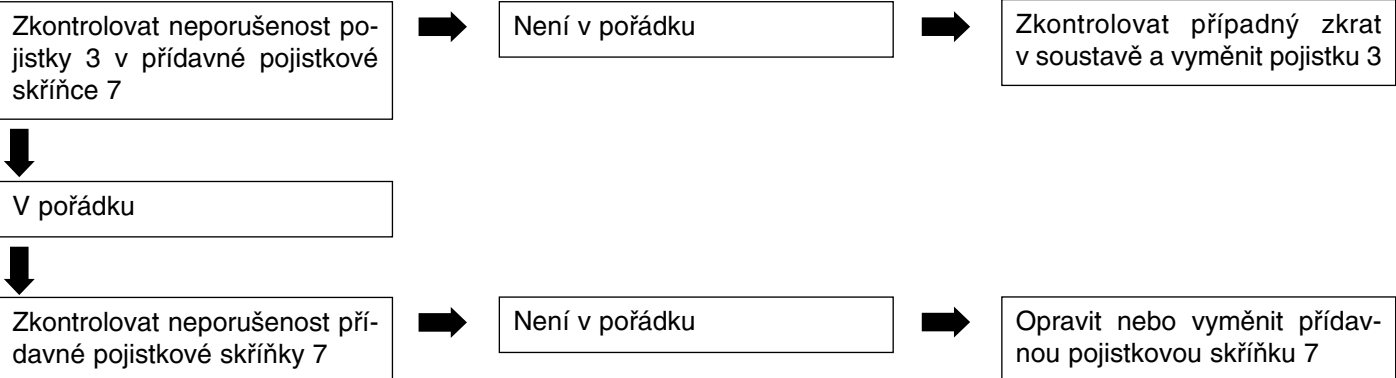 Zkontrolovat neporušenost po-
jistky 3 v přídavné pojistkové
skříňce 7
Není v pořádku
Zkontrolovat případný zkrat
v soustavě a vyměnit pojistku 3
V pořádku
Zkontrolovat neporušenost pří-
davné pojistkové skříňky 7
Není v pořádku
Opravit nebo vyměnit přídav-
nou pojistkovou skříňku 7